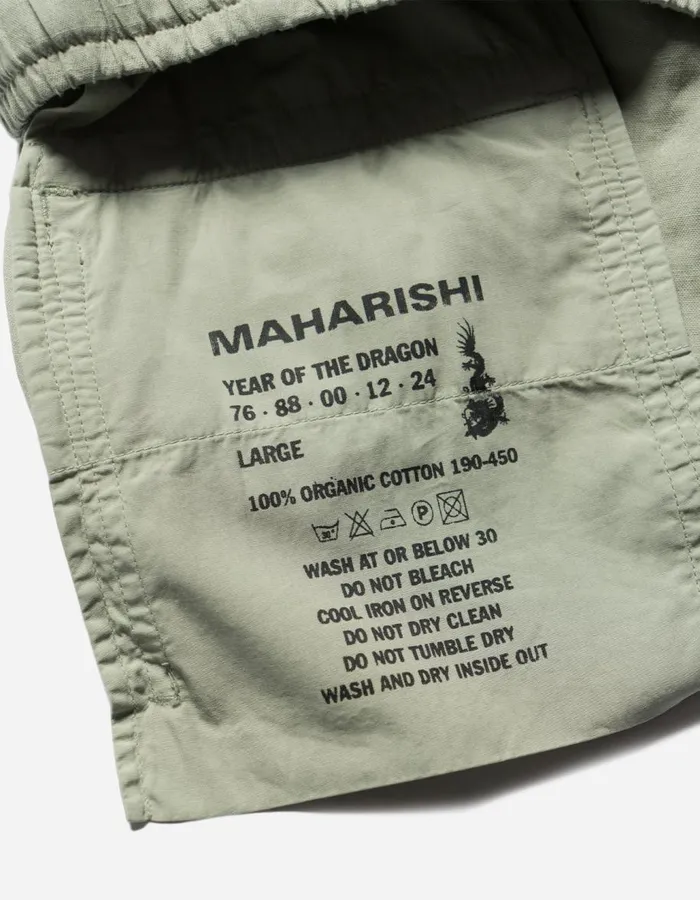 MAHARISHI
YEAR OF THE DRAGON
76 · 88 · 00 · 12 · 24
LARGE
100% ORGANIC COTTON 190-450
30° P
WASH AT OR BELOW 30
DO NOT BLEACH
COOL IRON ON REVERSE
DO NOT DRY CLEAN
DO NOT TUMBLE DRY
WASH AND DRY INSIDE OUT